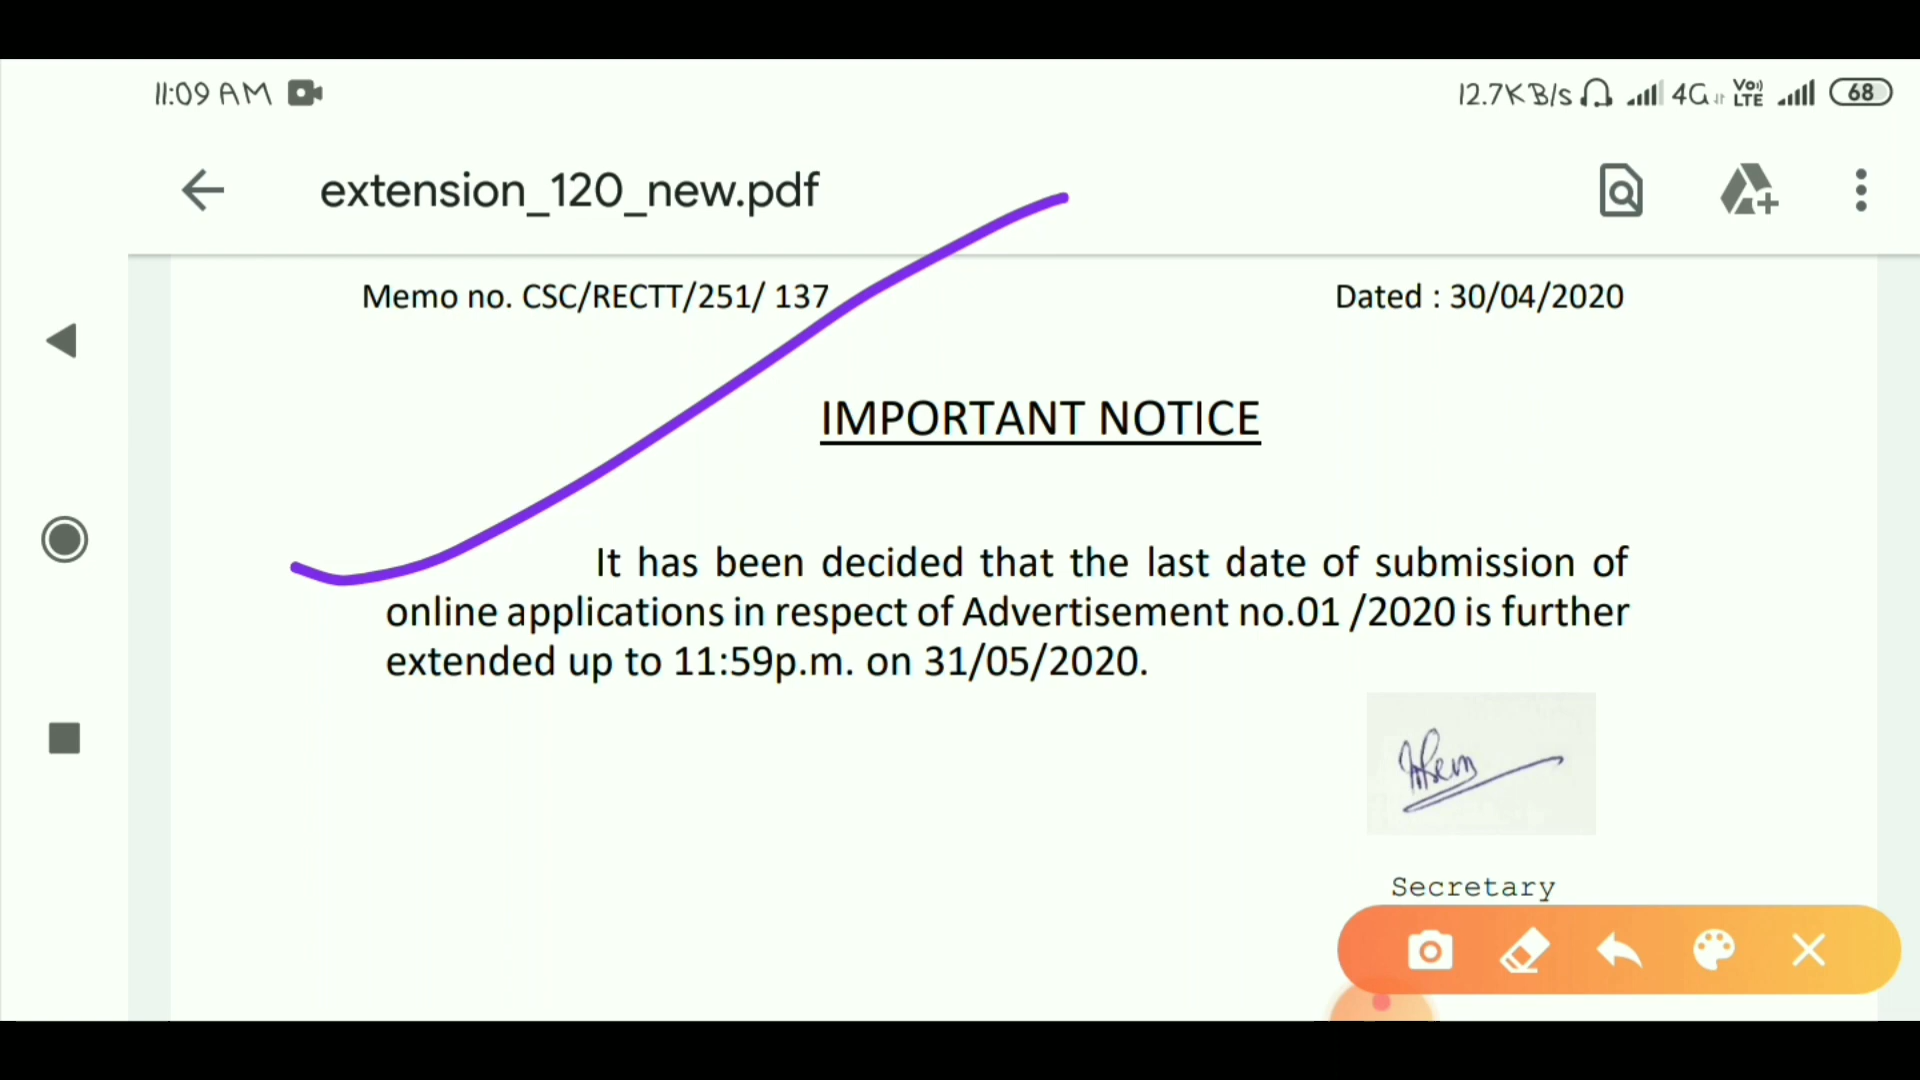 11:09 AM
12.7KB/s 4G Vo) LTE 68
extension_120_new.pdf
Memo no. CSC/RECTT/251/ 137
Dated : 30/04/2020
IMPORTANT NOTICE
It has been decided that the last date of submission of
online applications in respect of Advertisement no.01 /2020 is further
extended up to 11:59p.m. on 31/05/2020.
Secretary